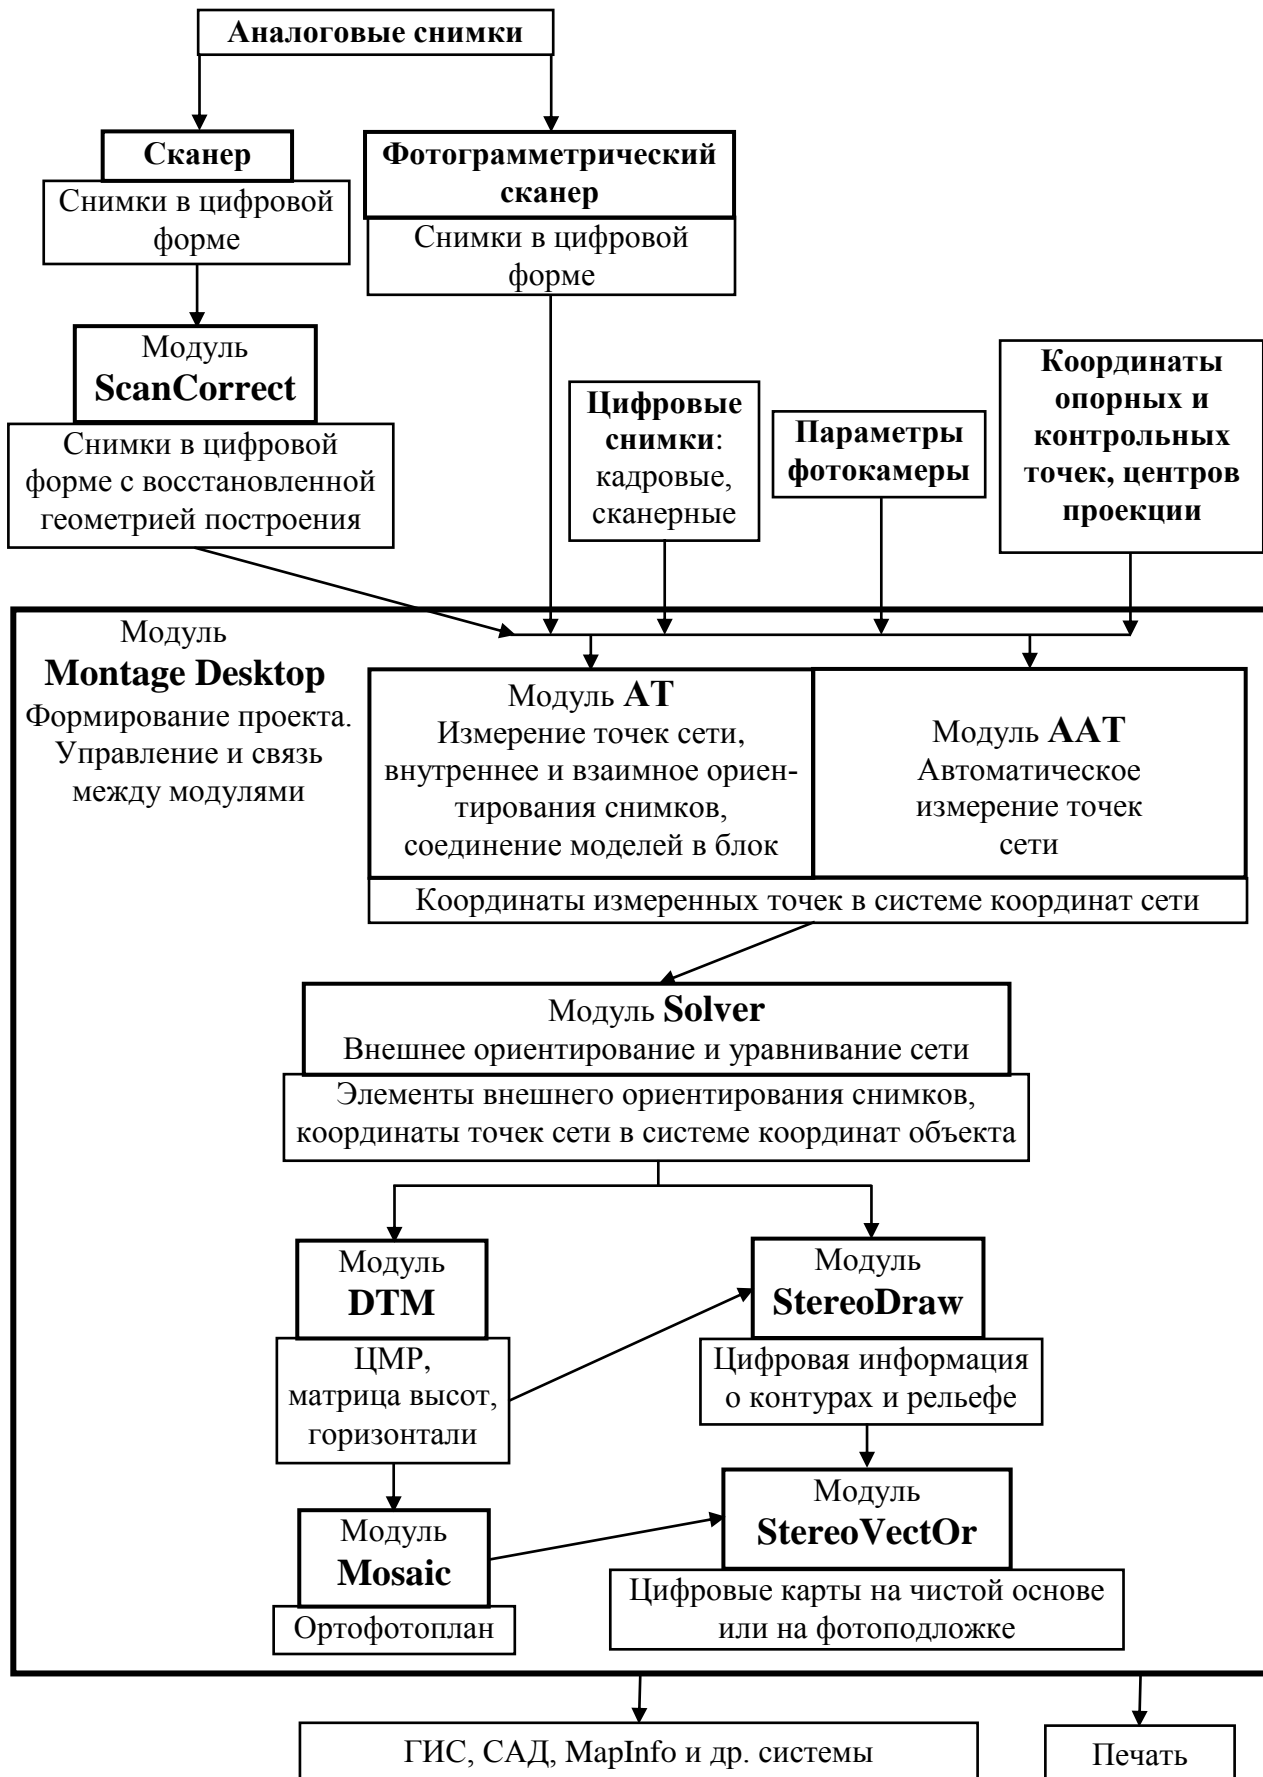 Аналоговые снимки
Сканер
Снимки в цифровой
форме
Фотограмметрический
сканер
Снимки в цифровой
форме
Модуль
ScanCorrect
Снимки в цифровой
форме с восстановленной
геометрией построения
Цифровые
снимки:
кадровые,
сканерные
Параметры
фотокамеры
Координаты
опорных и
контрольных
точек, центров
проекции
Модуль
Montage Desktop
Формирование проекта.
Управление и связь
между модулями
Модуль АТ
Измерение точек сети,
внутреннее и взаимное ориен-
тирования снимков,
соединение моделей в блок
Модуль ААТ
Автоматическое
измерение точек
сети
Координаты измеренных точек в системе координат сети
Модуль Solver
Внешнее ориентирование и уравнивание сети
Элементы внешнего ориентирования снимков,
координаты точек сети в системе координат объекта
Модуль
DTM
ЦМР,
матрица высот,
горизонтали
Модуль
StereoDraw
Цифровая информация
о контурах и рельефе
Модуль
Mosaic
Ортофотоплан
Модуль
StereoVectOr
Цифровые карты на чистой основе
или на фотоподложке
ГИС, САД, MapInfo и др. системы
Печать